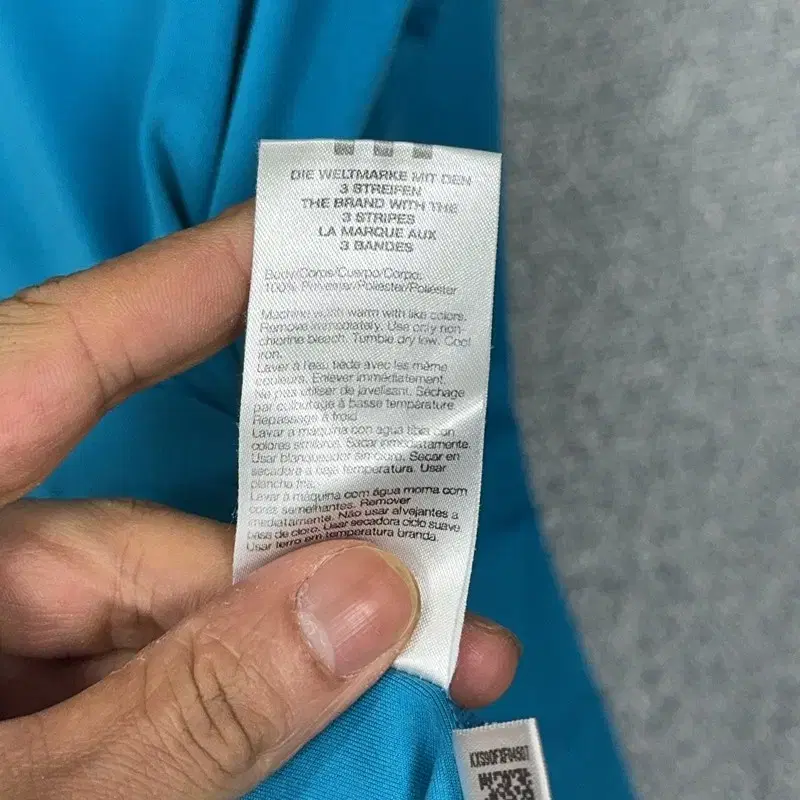 DIE WELTMARKE MIT DEN
3 STREIFEN
THE BRAND WITH THE
3 STRIPES
LA MARQUE AUX
3 BANDES
Body/Corps/Cuerpo/Corpo:
100% Polyester/Poliester/Poliéster
Machine wash warm with like colors.
Remove immediately. Use only non-
chlorine bleach. Tumble dry low. Cool
iron.
Laver à l'eau tiède avec les même
couleurs. Enlever immédiatement.
Ne pas utiliser de javelisant. Séchage
par culbutage à basse température.
Repassage à froid
Lavar a maquina con agua tibia con
colores similares. Sacar inmediatamente.
Usar blanqueador sin cloro. Secar en
secadora a baja temperatura. Usar
plancha fria.
Lavar à máquina com água morna com
cores semelhantes. Remover
imediatamente. Não usar alvejantes a
base de cloro. Usar secadora ciclo suave.
Usar ferro em temperatura branda.